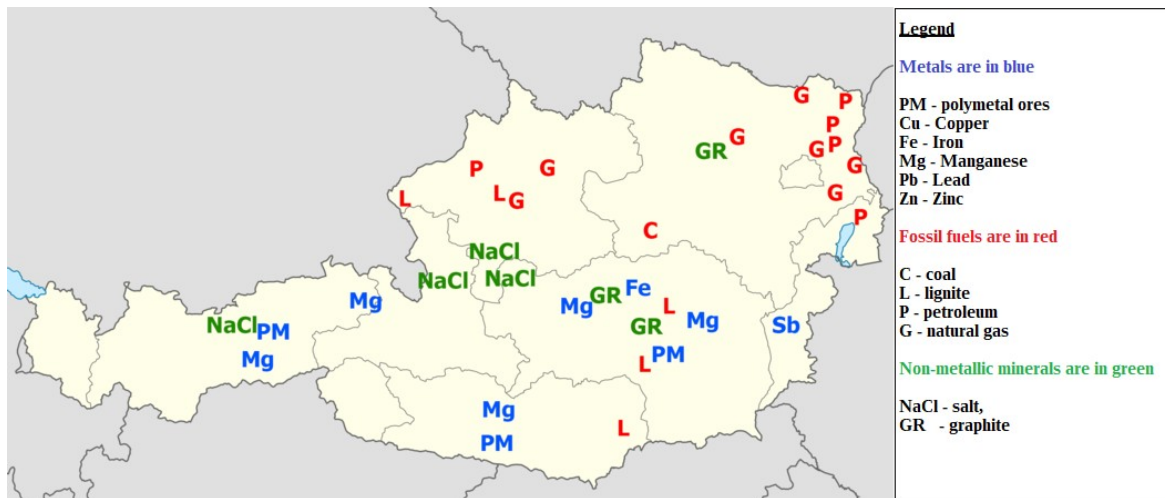 G
P
P
G
P
G
GR
G
P
G
L
G
G
L
P
C
NaCl
NaCl
NaCl
Fe
Mg
GR
Mg
L
NaCl
PM
GR
Mg
Sb
Mg
PM
L
Mg
PM
L
Legend
Metals are in blue
PM - polymetal ores
Cu - Copper
Fe - Iron
Mg - Manganese
Pb - Lead
Zn - Zinc
Fossil fuels are in red
C - coal
L - lignite
P - petroleum
G - natural gas
Non-metallic minerals are in green
NaCl - salt,
GR - graphite